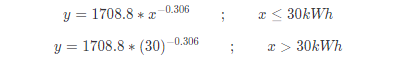 y = 1708.8 ∗ x^{−0.306} ; x ≤ 30kWh
y = 1708.8 ∗ (30)^{−0.306} ; x > 30kWh